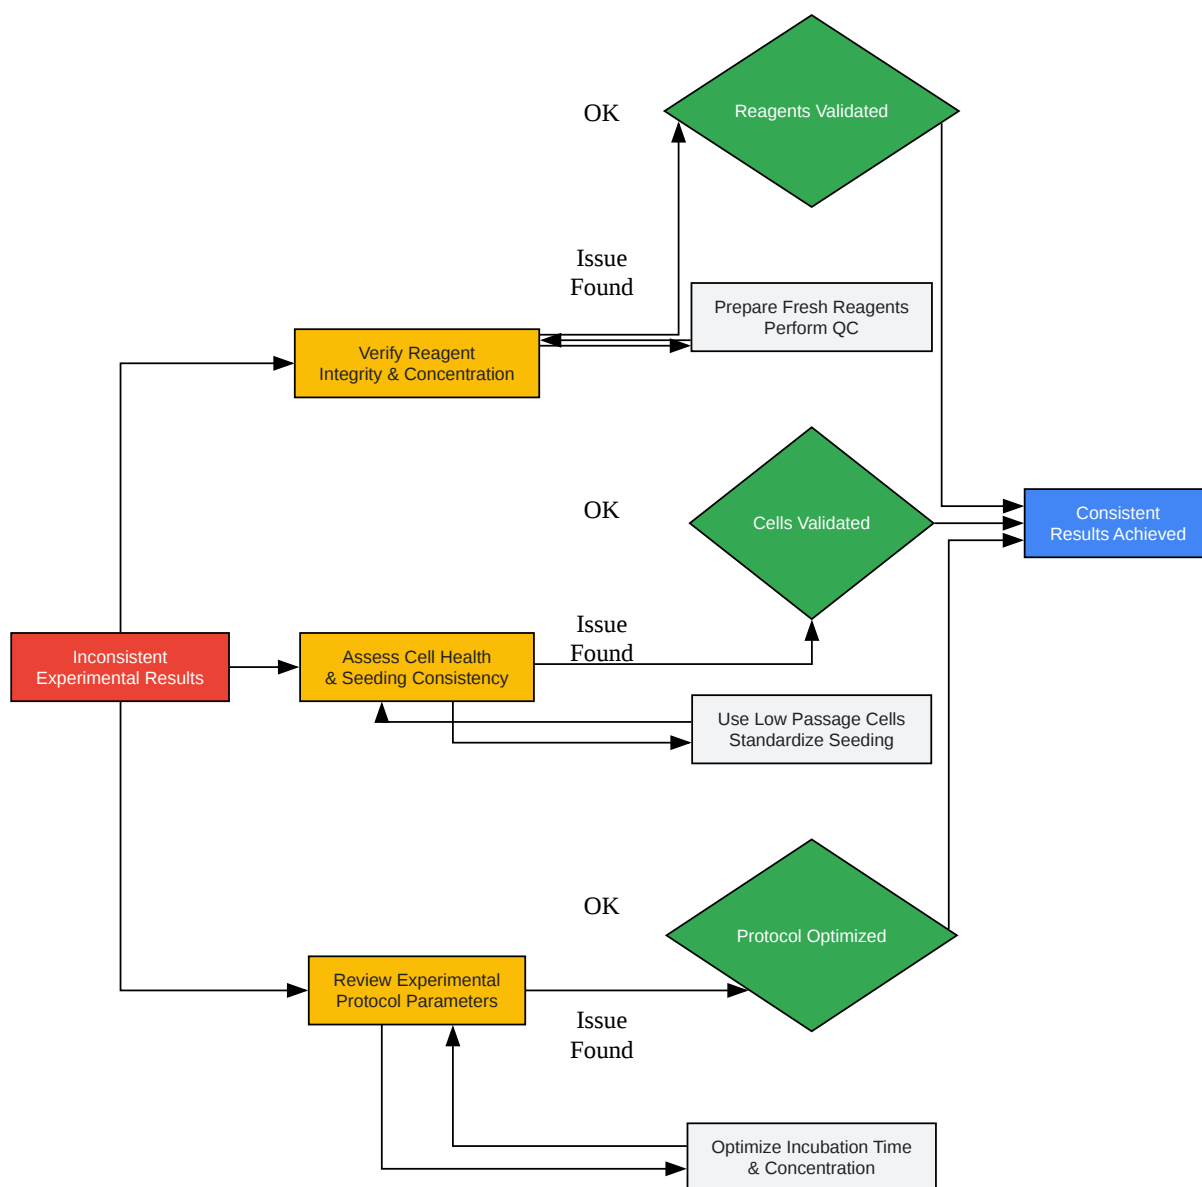 OK
Reagents Validated
Issue
Found
Prepare Fresh Reagents
Perform QC
Verify Reagent
Integrity & Concentration
OK
Cells Validated
Consistent
Results Achieved
Inconsistent
Experimental Results
Assess Cell Health
& Seeding Consistency
Issue
Found
Use Low Passage Cells
Standardize Seeding
OK
Protocol Optimized
Review Experimental
Protocol Parameters
Issue
Found
Optimize Incubation Time
& Concentration